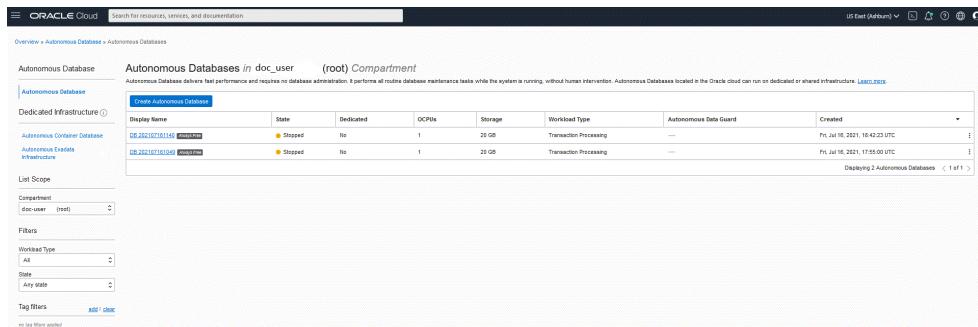 ORACLE Cloud
Search for resources, services, and documentation
US East (Ashburn)
Overview » Autonomous Database » Autonomous Databases
Autonomous Database
Autonomous Database
Dedicated Infrastructure
Autonomous Container Database
Autonomous Exadata
Infrastructure
List Scope
Compartment
doc-user (root)
Filters
Workload Type
All
State
Any state
Tag filters add | clear
no tag filters applied
Autonomous Databases in doc_user (root) Compartment
Autonomous Database delivers fast performance and requires no database administration. It performs all routine database maintenance tasks while the system is running, without human intervention. Autonomous Databases located in the Oracle cloud can run on dedicated or shared infrastructure. Learn more.
Create Autonomous Database
Display Name State Dedicated OCPUs Storage Workload Type Autonomous Data Guard Created
DB 202107161140 Always Free Stopped No 1 20 GB Transaction Processing — Fri, Jul 16, 2021, 16:42:23 UTC
DB 202107161049 Always Free Stopped No 1 20 GB Transaction Processing — Fri, Jul 16, 2021, 17:55:00 UTC
Displaying 2 Autonomous Databases < 1 of 1 >